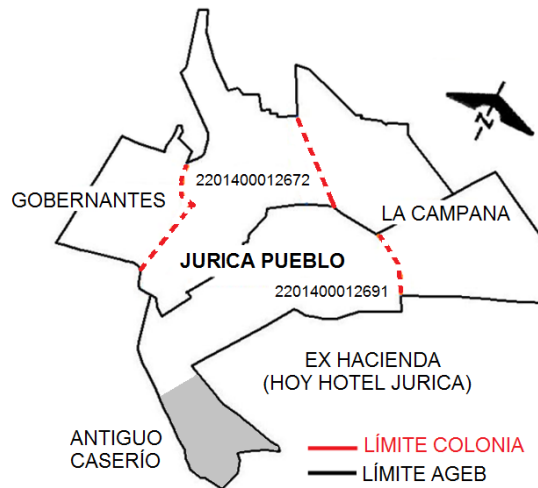 N
2201400012672
GOBERNANTES
LA CAMPANA
JURICA PUEBLO
2201400012691
EX HACIENDA
(HOY HOTEL JURICA)
ANTIGUO
CASERÍO
LÍMITE COLONIA
LÍMITE AGEB